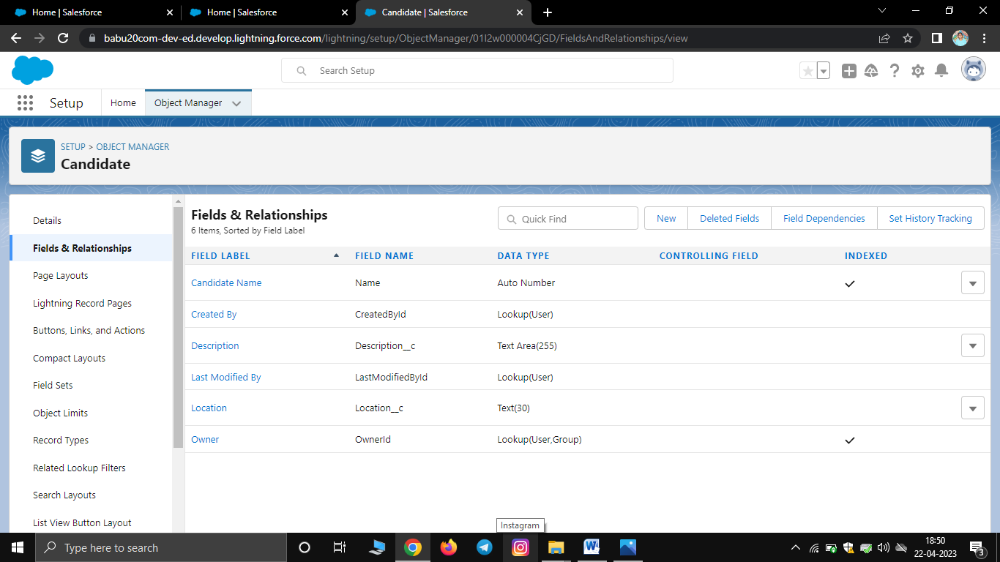 Home | Salesforce
Home | Salesforce
Candidate | Salesforce
babu20com-dev-ed.develop.lightning.force.com/lightning/setup/ObjectManager/01I2w000004CjGD/FieldsAndRelationships/view
Search Setup
Setup
Home
Object Manager
SETUP > OBJECT MANAGER
Candidate
Details
Fields & Relationships
Page Layouts
Lightning Record Pages
Buttons, Links, and Actions
Compact Layouts
Field Sets
Object Limits
Record Types
Related Lookup Filters
Search Layouts
List View Button Layout
Fields & Relationships
6 Items, Sorted by Field Label
Quick Find
New
Deleted Fields
Field Dependencies
Set History Tracking
FIELD LABEL FIELD NAME DATA TYPE CONTROLLING FIELD INDEXED
Candidate Name Name Auto Number
Created By CreatedById Lookup(User)
Description Description__c Text Area(255)
Last Modified By LastModifiedById Lookup(User)
Location Location__c Text(30)
Owner OwnerId Lookup(User,Group)
Instagram
Type here to search
18:50
22-04-2023
3